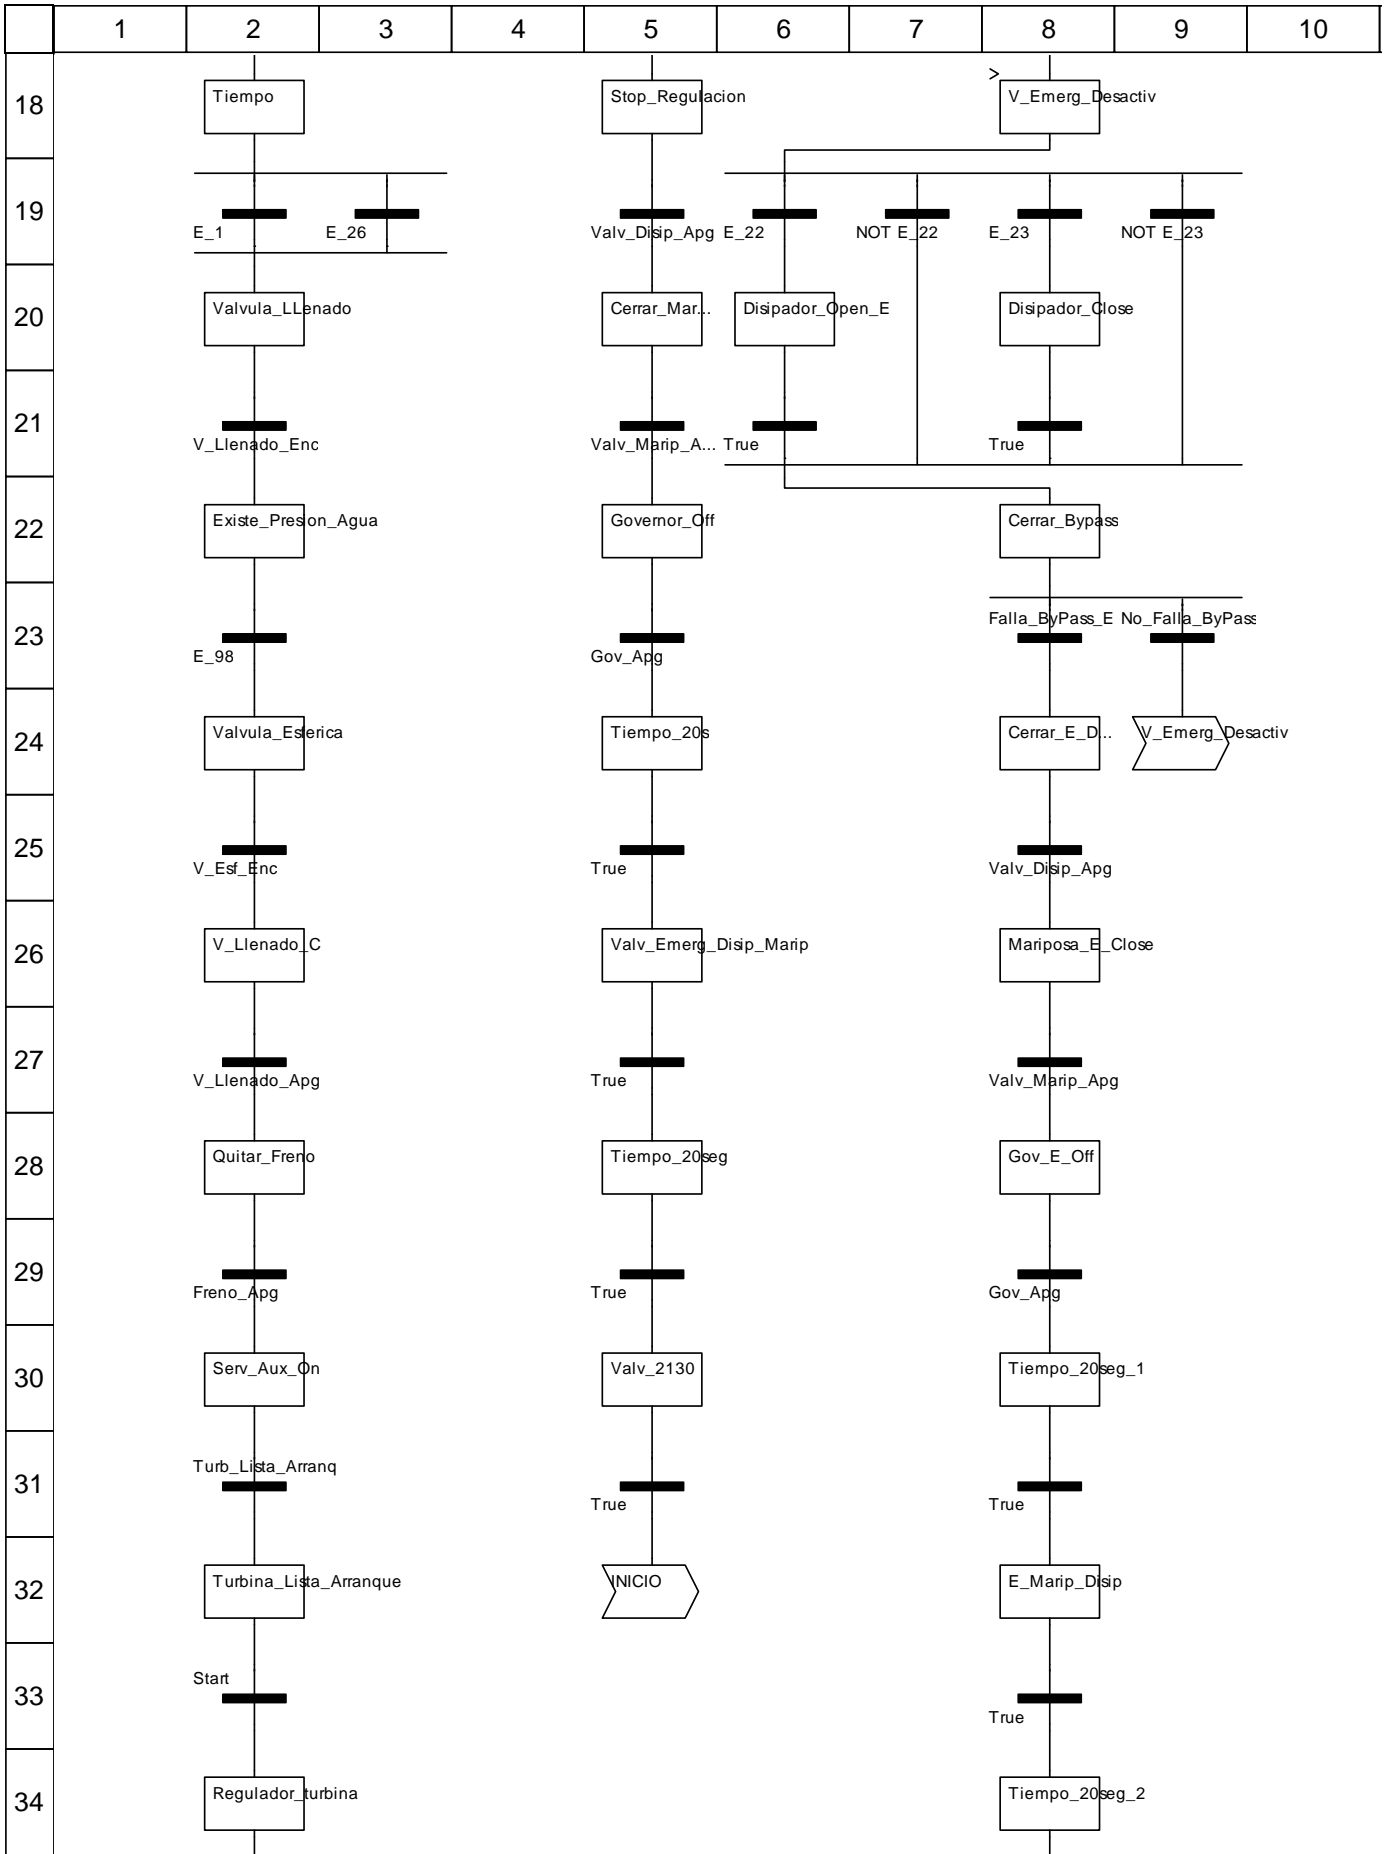 1 2 3 4 5 6 7 8 9 10
18 Tiempo Stop_Regulacion > V_Emerg_Desactiv
19 E_1 E_26 Valv_Disip_Apg E_22 NOT E_22 E_23 NOT E_23
20 Valvula_LLenado Cerrar_Mar... Disipador_Open_E Disipador_Close
21 V_Llenado_Enc Valv_Marip_A... True True
22 Existe_Presion_Agua Governor_Off Cerrar_Bypass
Falla_ByPass_E No_Falla_ByPass
23 E_98 Gov_Apg
24 Valvula_Esferica Tiempo_20s Cerrar_E_D... V_Emerg_Desactiv
25 V_Esf_Enc True Valv_Disip_Apg
26 V_Llenado_C Valv_Emerg_Disip_Marip Mariposa_E_Close
27 V_Llenado_Apg True Valv_Marip_Apg
28 Quitar_Freno Tiempo_20seg Gov_E_Off
29 Freno_Apg True Gov_Apg
30 Serv_Aux_On Valv_2130 Tiempo_20seg_1
31 Turb_Lista_Arranq True True
32 Turbina_Lista_Arranque INICIO E_Marip_Disip
33 Start True
34 Regulador_turbina Tiempo_20seg_2